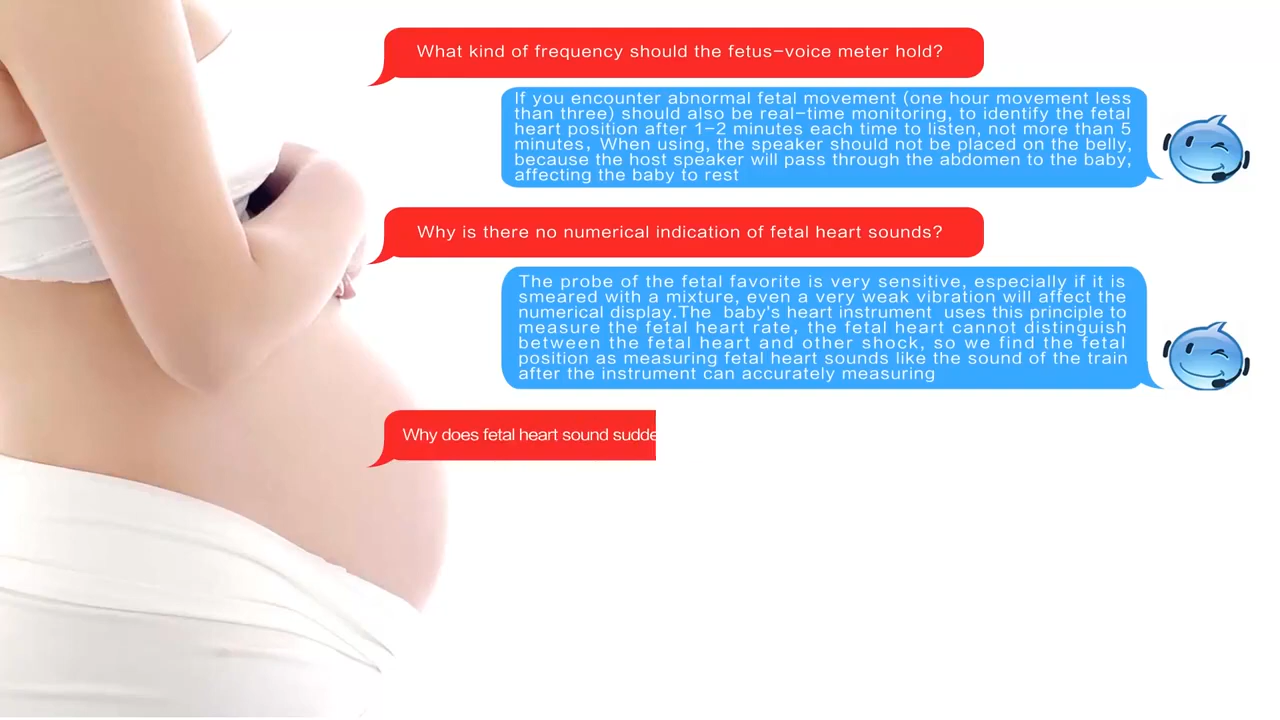 What kind of frequency should the fetus-voice meter hold?
If you encounter abnormal fetal movement (one hour movement less
than three) should also be real-time monitoring, to identify the fetal
heart position after 1-2 minutes each time to listen, not more than 5
minutes, When using, the speaker should not be placed on the belly,
because the host speaker will pass through the abdomen to the baby,
affecting the baby to rest
Why is there no numerical indication of fetal heart sounds?
The probe of the fetal favorite is very sensitive, especially if it is
smeared with a mixture, even a very weak vibration will affect the
numerical display.The baby's heart instrument uses this principle to
measure the fetal heart rate, the fetal heart cannot distinguish
between the fetal heart and other shock, so we find the fetal
position as measuring fetal heart sounds like the sound of the train
after the instrument can accurately measuring
Why does fetal heart sound sudde